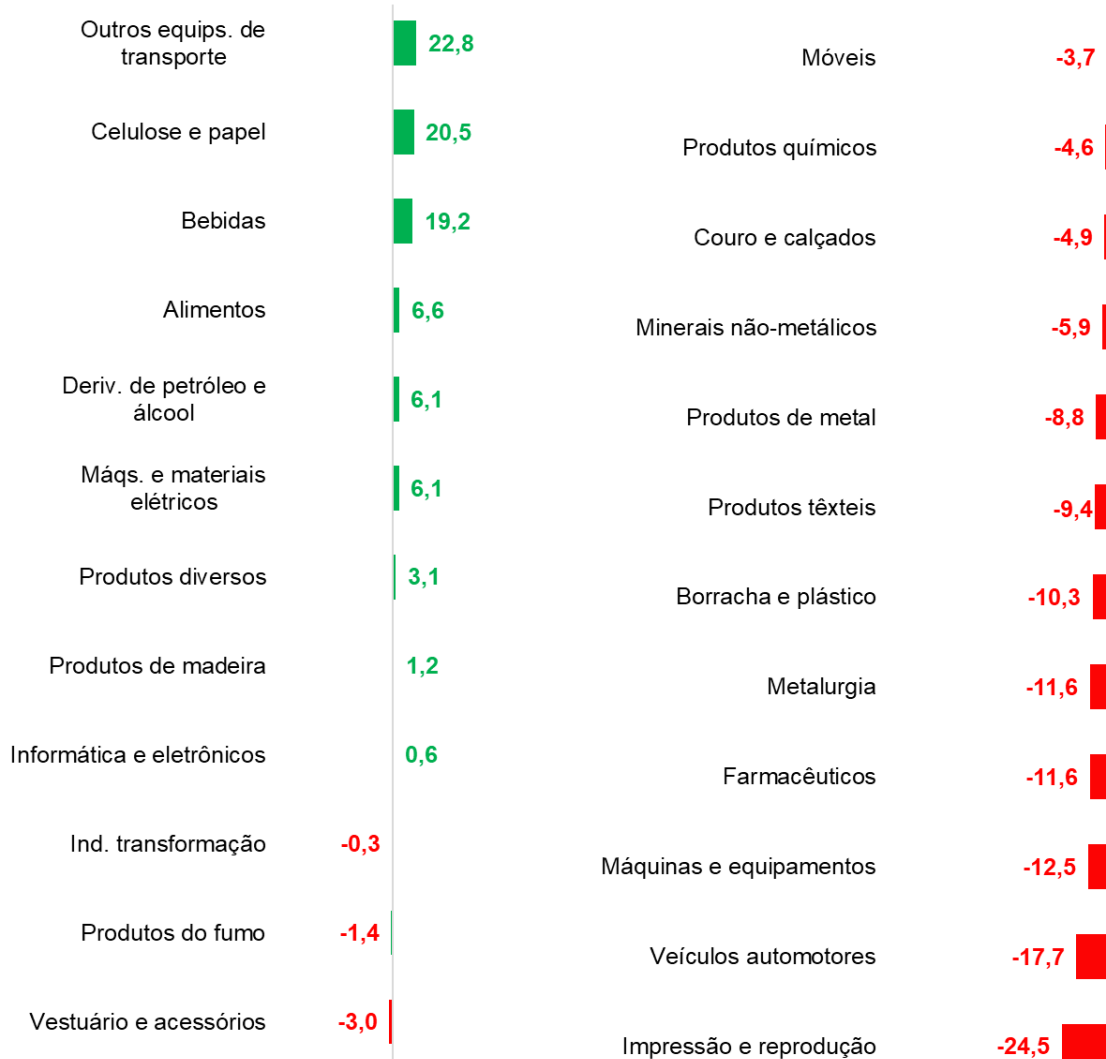 Outros equips. de
transporte
22,8
Celulose e papel
20,5
Bebidas
19,2
Alimentos
6,6
Deriv. de petróleo e
álcool
6,1
Máqs. e materiais
elétricos
6,1
Produtos diversos
3,1
Produtos de madeira
1,2
Informática e eletrônicos
0,6
Ind. transformação
-0,3
Produtos do fumo
-1,4
Vestuário e acessórios
-3,0
Móveis
-3,7
Produtos químicos
-4,6
Couro e calçados
-4,9
Minerais não-metálicos
-5,9
Produtos de metal
-8,8
Produtos têxteis
-9,4
Borracha e plástico
-10,3
Metalurgia
-11,6
Farmacêuticos
-11,6
Máquinas e equipamentos
-12,5
Veículos automotores
-17,7
Impressão e reprodução
-24,5